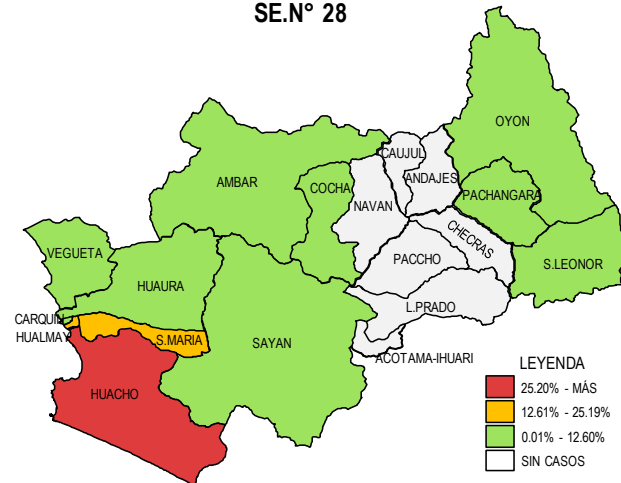 SE.N° 28
OYON
CAUJUL
ANDAJES
AMBAR
COCHA
NAVAN
PACHANGARA
CHECRAS
VEGUETA
PACCHO
S.LEONOR
HUAURA
L.PRADO
CARQUIN
HUALMAY
S.MARIA
SAYAN
ACOTAMA-IHUARI
HUACHO
LEYENDA
25.20% - MÁS
12.61% - 25.19%
0.01% - 12.60%
SIN CASOS